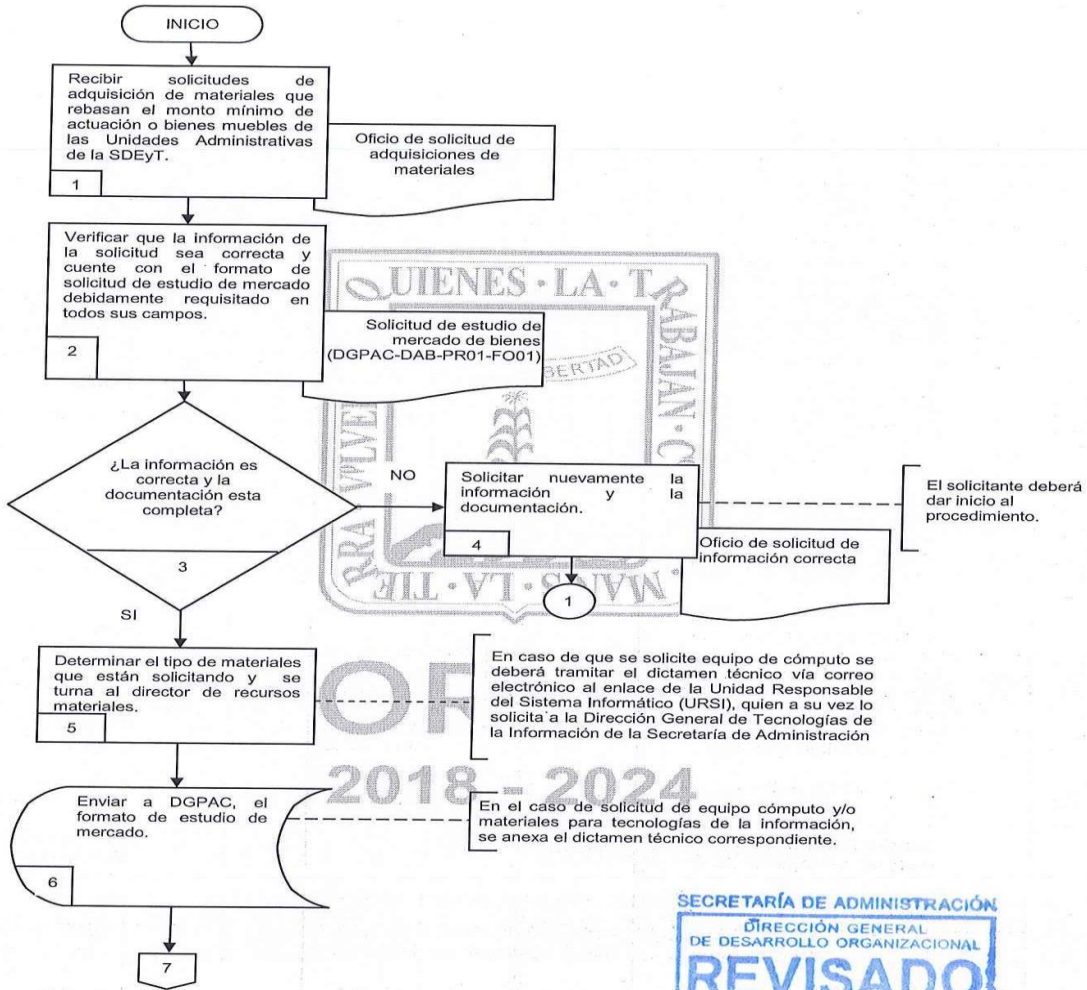 INICIO
Recibir solicitudes de
adquisición de materiales que
rebasan el monto mínimo de
actuación o bienes muebles de
las Unidades Administrativas
de la SDEyT.
1
Oficio de solicitud de
adquisiciones de
materiales
Verificar que la información de
la solicitud sea correcta y
cuente con el formato de
solicitud de estudio de mercado
debidamente requisitado en
todos sus campos.
2
Solicitud de estudio de
mercado de bienes
(DGPAC-DAB-PR01-FO01)
QUIENES · LA · TRABAJAN · 
BERTAD
¿La información es
correcta y la
documentación esta
completa?
3
NO
SI
Solicitar nuevamente la
información y la
documentación.
4
El solicitante deberá
dar inicio al
procedimiento.
Oficio de solicitud de
información correcta
1
Determinar el tipo de materiales
que están solicitando y se
turna al director de recursos
materiales.
5
En caso de que se solicite equipo de cómputo se
deberá tramitar el dictamen técnico vía correo
electrónico al enlace de la Unidad Responsable
del Sistema Informático (URSI), quien a su vez lo
solicita a la Dirección General de Tecnologías de
la Información de la Secretaría de Administración
2018 - 2024
Enviar a DGPAC, el
formato de estudio de
mercado.
6
En el caso de solicitud de equipo cómputo y/o
materiales para tecnologías de la información,
se anexa el dictamen técnico correspondiente.
7
SECRETARÍA DE ADMINISTRACIÓN
DIRECCIÓN GENERAL
DE DESARROLLO ORGANIZACIONAL
REVISADO